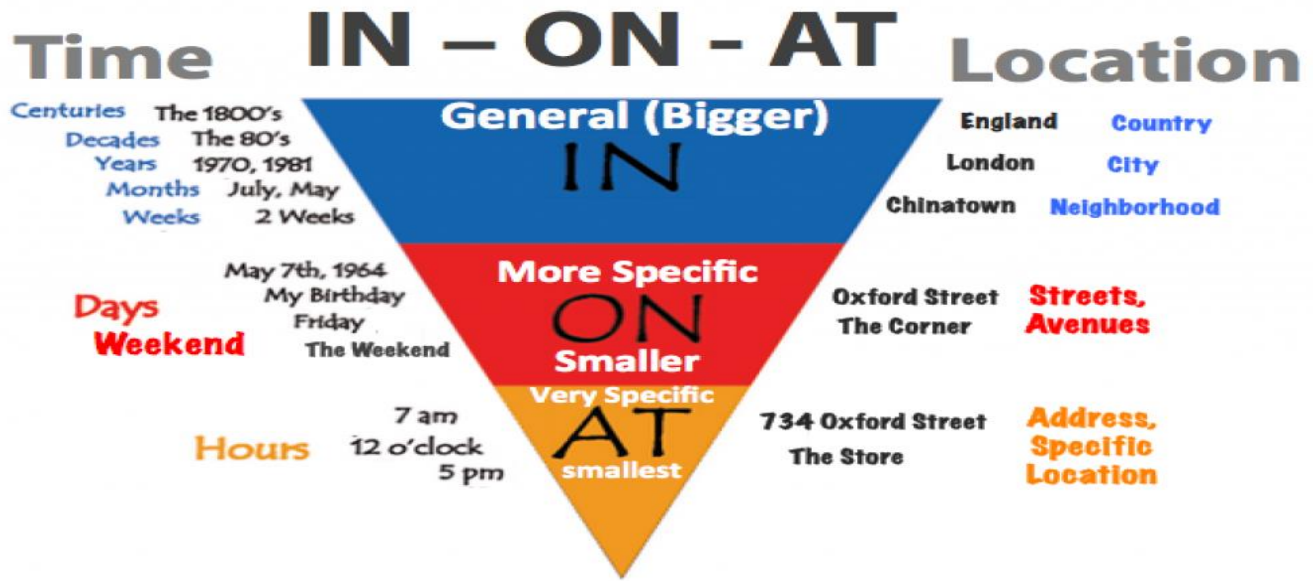 IN – ON - AT
Time
Centuries The 1800's
Decades The 80's
Years 1970, 1981
Months July, May
Weeks 2 Weeks
Days
Weekend
May 7th, 1964
My Birthday
Friday
The Weekend
Hours
7 am
12 o'clock
5 pm
General (Bigger)
IN
More Specific
ON
Smaller
Very Specific
AT
smallest
Location
England Country
London City
Chinatown Neighborhood
Oxford Street
The Corner
Streets,
Avenues
734 Oxford Street
The Store
Address,
Specific
Location